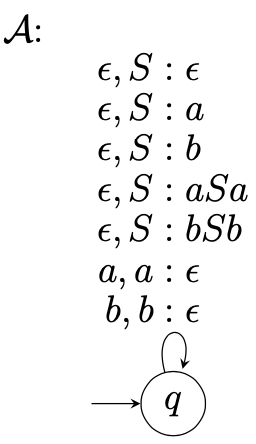 𝒜:
ϵ, S : ϵ
ϵ, S : a
ϵ, S : b
ϵ, S : aSa
ϵ, S : bSb
a, a : ϵ
b, b : ϵ
q